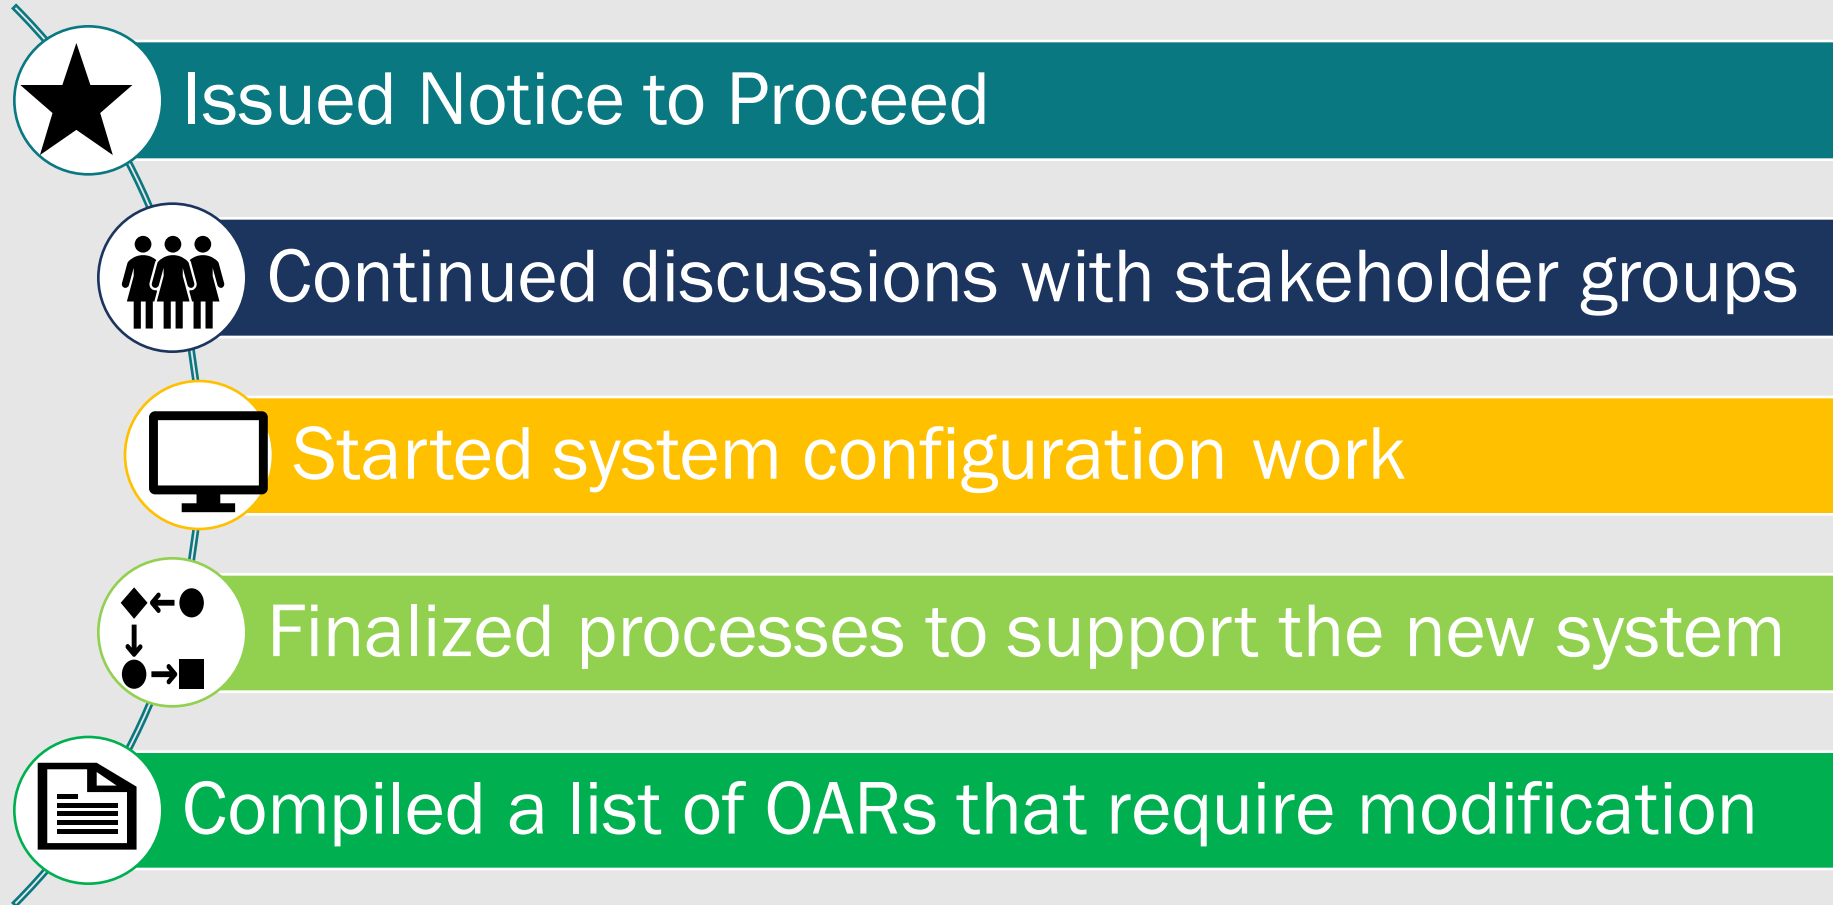 Issued Notice to Proceed
Continued discussions with stakeholder groups
Started system configuration work
Finalized processes to support the new system
Compiled a list of OARs that require modification